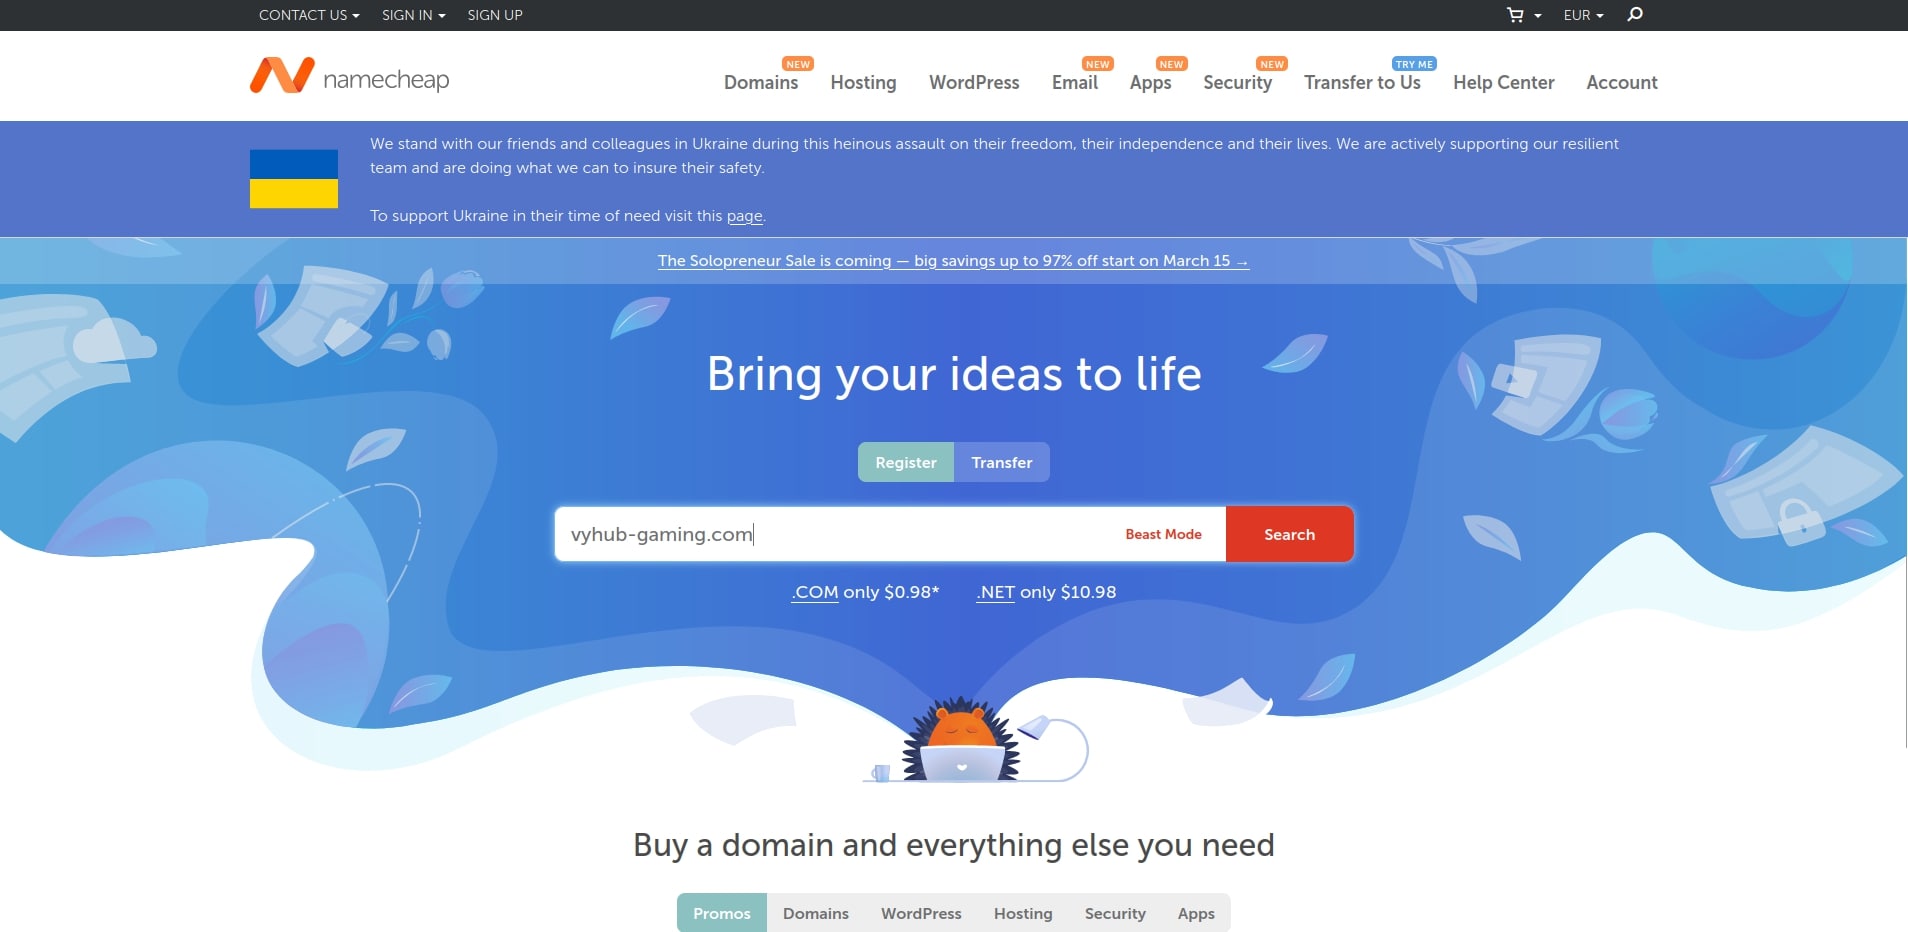 CONTACT US SIGN IN SIGN UP EUR
namecheap
NEW NEW NEW NEW TRY ME
Domains Hosting WordPress Email Apps Security Transfer to Us Help Center Account
We stand with our friends and colleagues in Ukraine during this heinous assault on their freedom, their independence and their lives. We are actively supporting our resilient
team and are doing what we can to insure their safety.
To support Ukraine in their time of need visit this page.
The Solopreneur Sale is coming — big savings up to 97% off start on March 15 →
Bring your ideas to life
Register Transfer
vyhub-gaming.com Beast Mode Search
.COM only $0.98* .NET only $10.98
Buy a domain and everything else you need
Promos Domains WordPress Hosting Security Apps